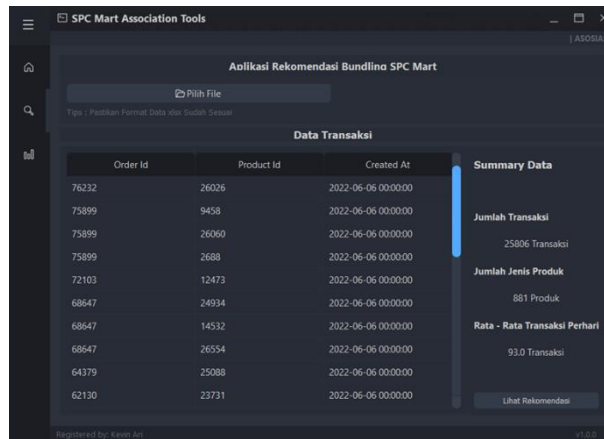 SPC Mart Association Tools
| ASOSIAS
Aplikasi Rekomendasi Bundling SPC Mart
Pilih File
Tips : Pastikan Format Data xlsx Sudah Sesuai
Data Transaksi
Order Id Product Id Created At
76232 26026 2022-06-06 00:00:00
75899 9458 2022-06-06 00:00:00
75899 26060 2022-06-06 00:00:00
75899 2688 2022-06-06 00:00:00
72103 12473 2022-06-06 00:00:00
68647 24934 2022-06-06 00:00:00
68647 14532 2022-06-06 00:00:00
68647 26554 2022-06-06 00:00:00
64379 25088 2022-06-06 00:00:00
62130 23731 2022-06-06 00:00:00
Summary Data
Jumlah Transaksi
25806 Transaksi
Jumlah Jenis Produk
881 Produk
Rata - Rata Transaksi Perhari
93.0 Transaksi
Lihat Rekomendasi
Registered by: Kevin Ari
v1.0.0